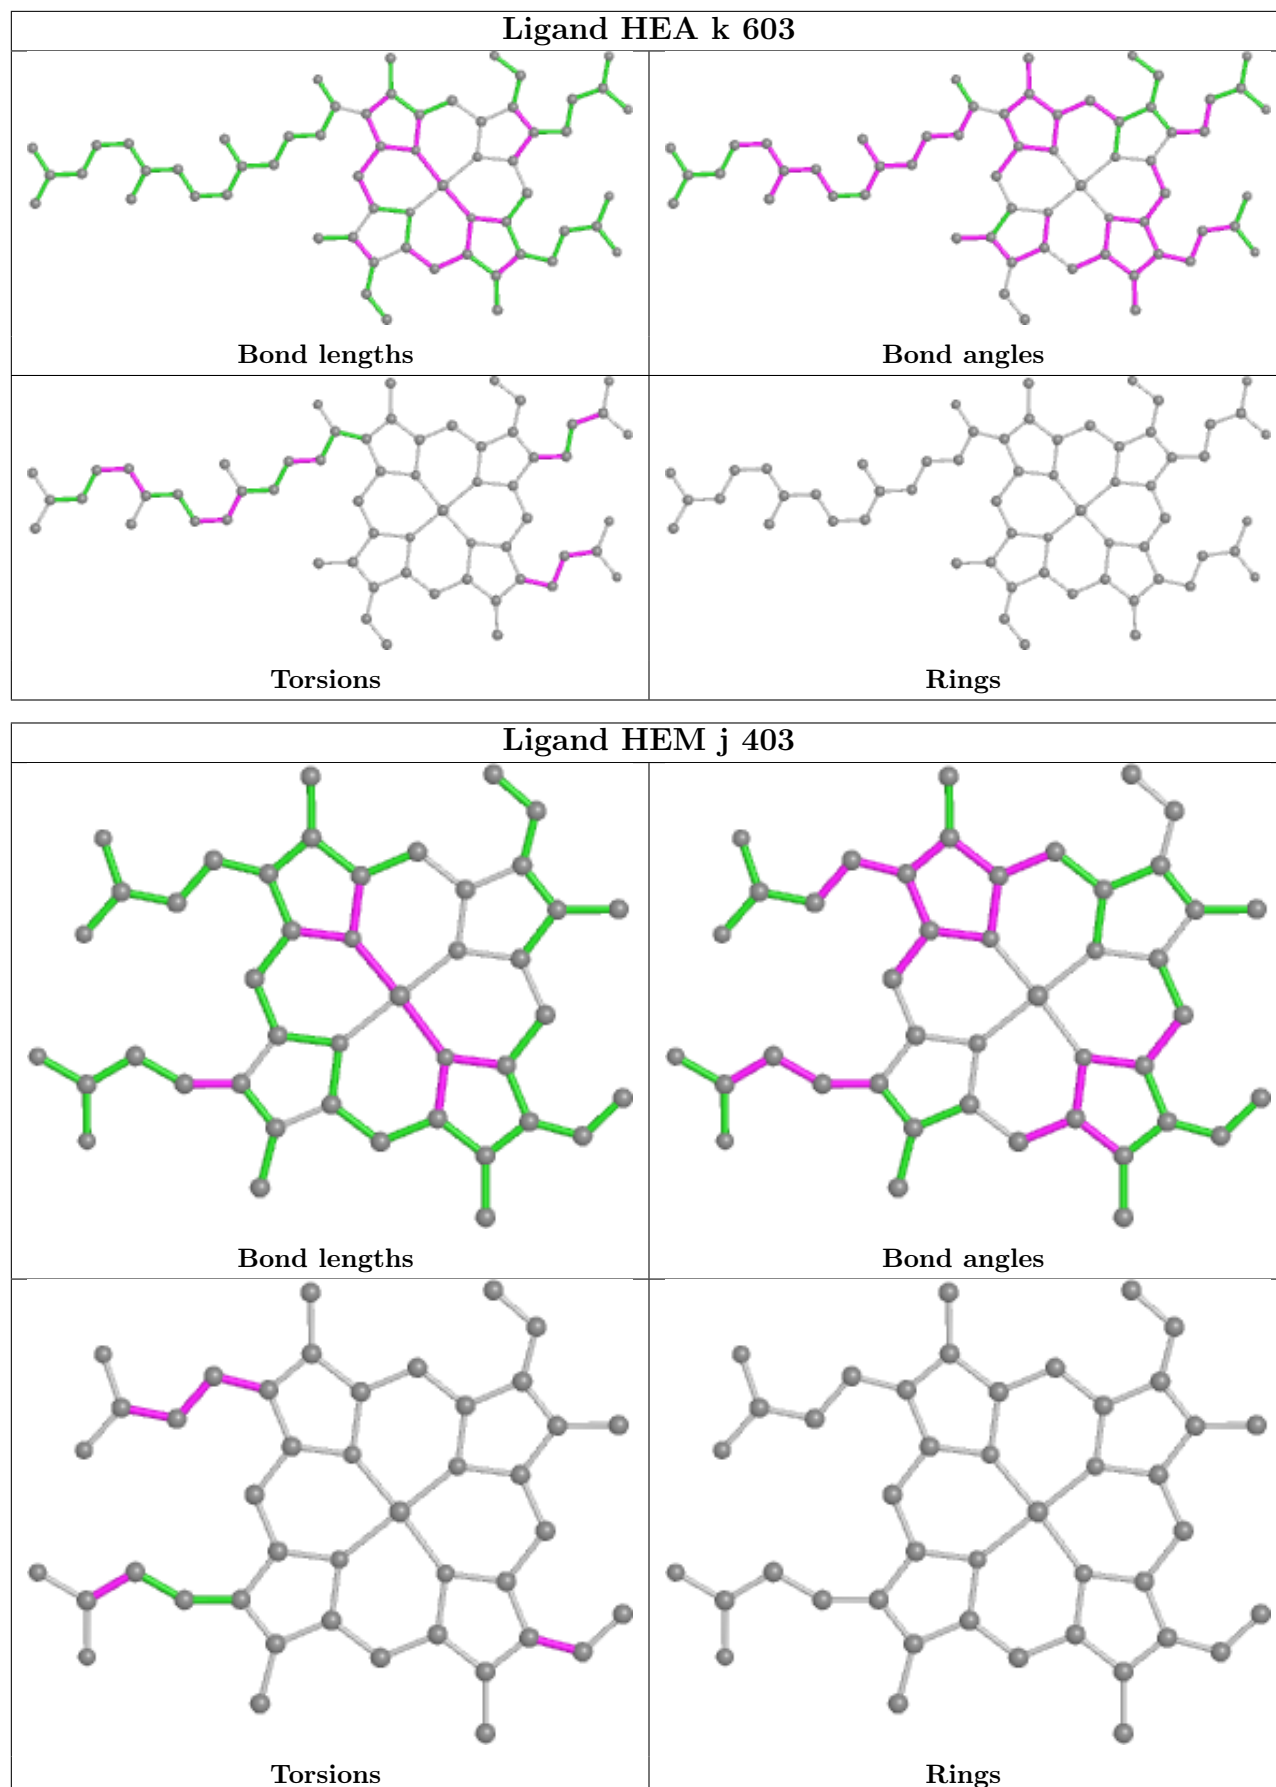 Ligand HEA k 603
Bond lengths
Bond angles
Torsions
Rings
Ligand HEM j 403
Bond lengths
Bond angles
Torsions
Rings